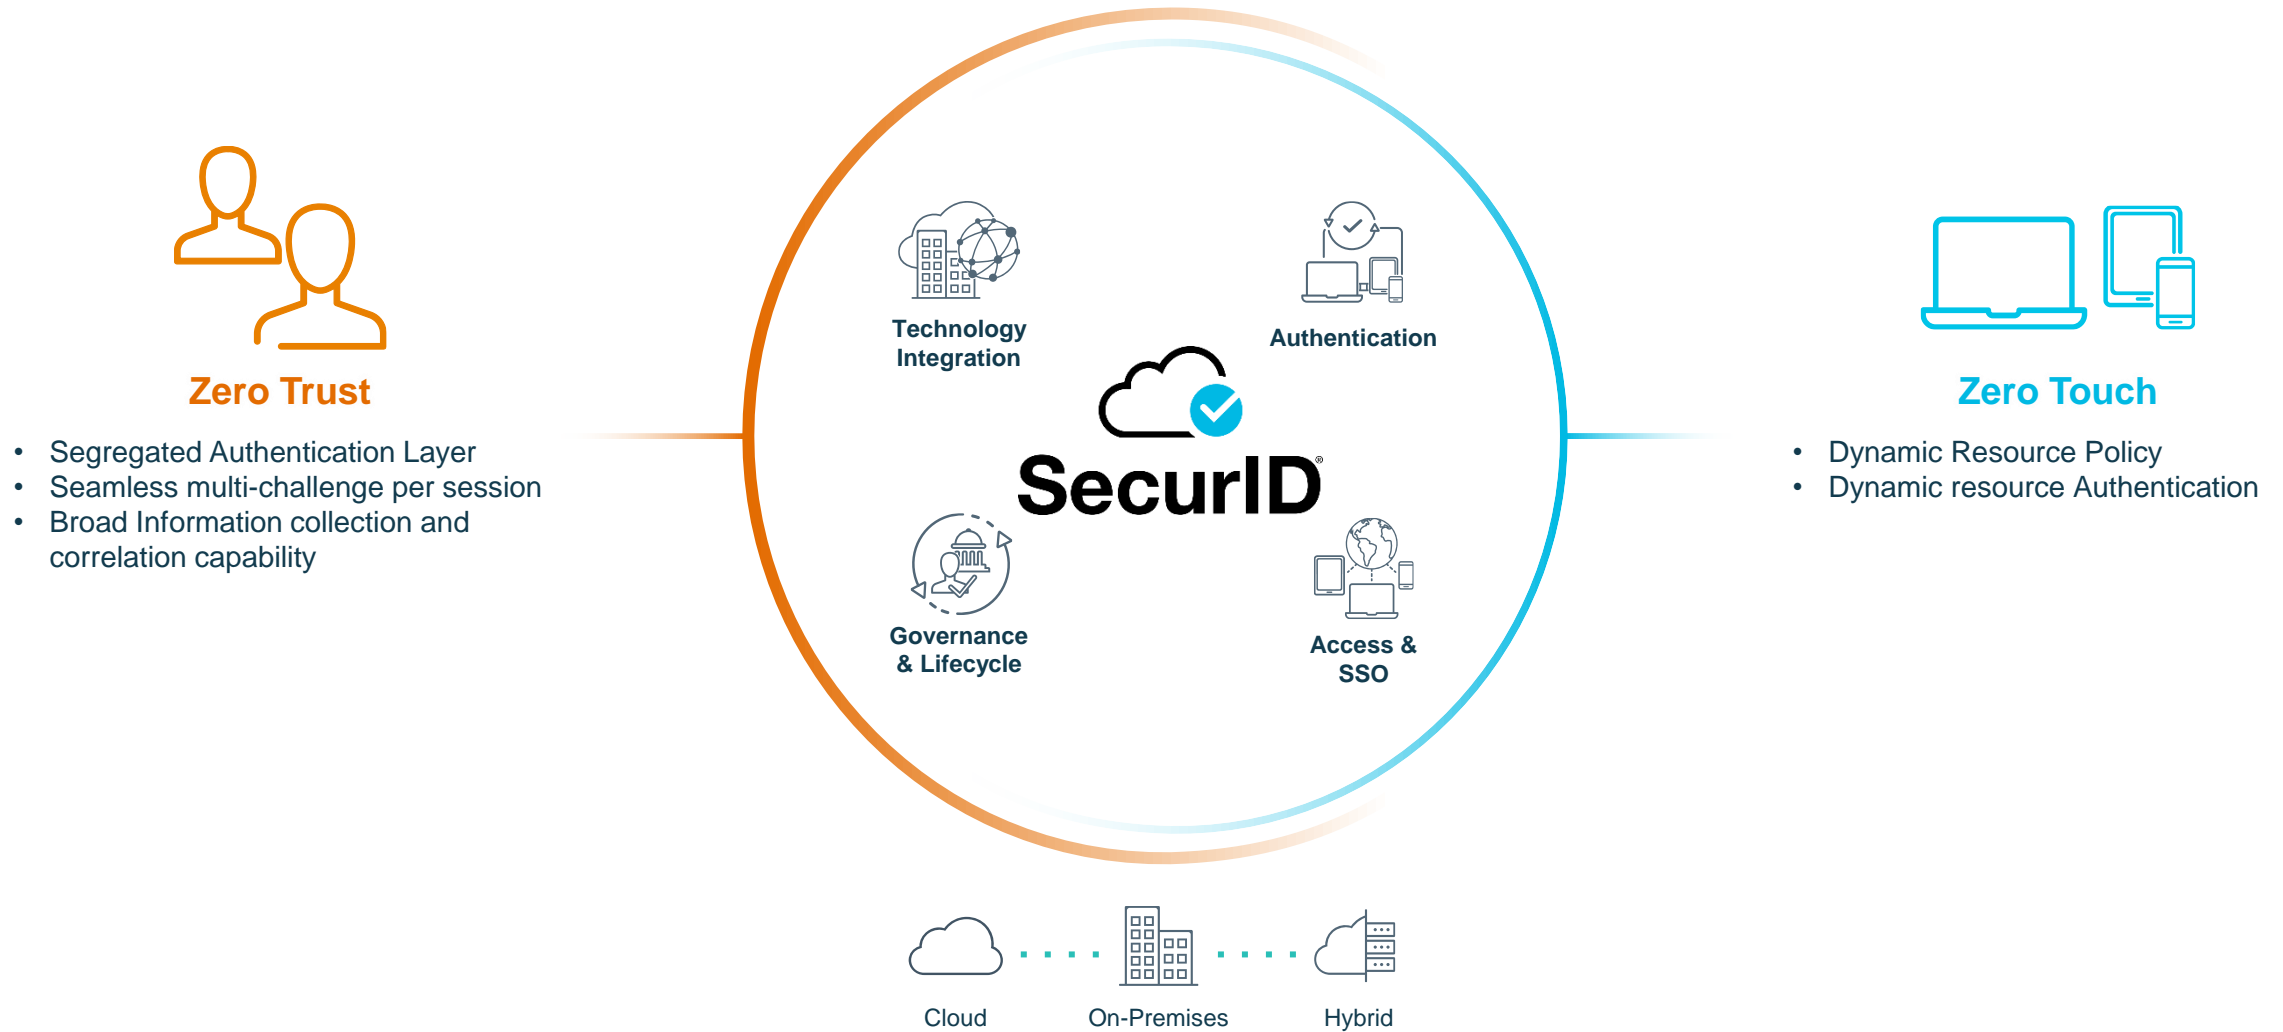 Zero Trust
• Segregated Authentication Layer
• Seamless multi-challenge per session
• Broad Information collection and
correlation capability
Technology
Integration
Authentication
SecurID®
Governance
& Lifecycle
Access &
SSO
Zero Touch
• Dynamic Resource Policy
• Dynamic resource Authentication
Cloud
On-Premises
Hybrid